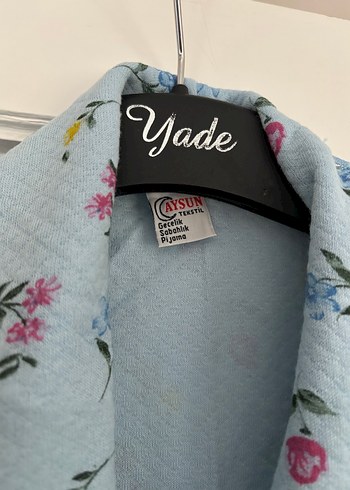 Yade
AYSUN
TEKSTİL
Gecelik
Sabahlık
Pijama